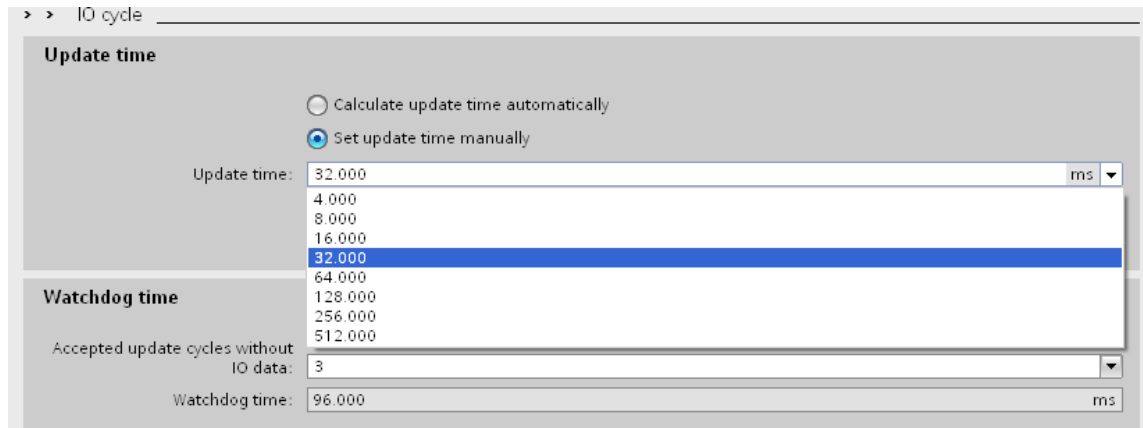 > > IO cycle
Update time
Calculate update time automatically
Set update time manually
Update time: 32.000 ms
4.000
8.000
16.000
32.000
64.000
128.000
256.000
512.000
Watchdog time
Accepted update cycles without
IO data: 3
Watchdog time: 96.000 ms